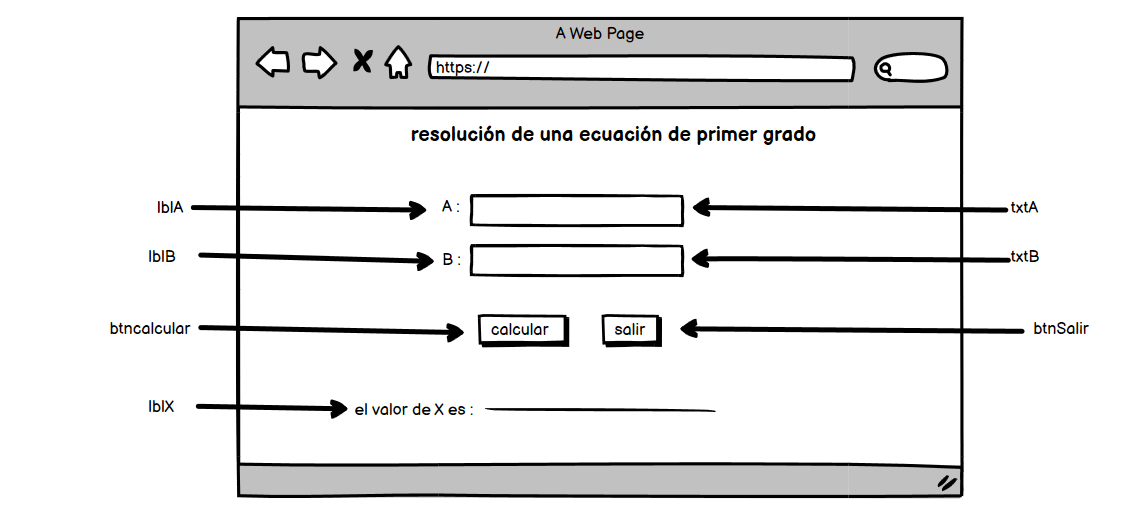 A Web Page
https://
resolución de una ecuación de primer grado
lblA A : txtA
lblB B : txtB
btncalcular calcular salir btnSalir
lblX el valor de X es :